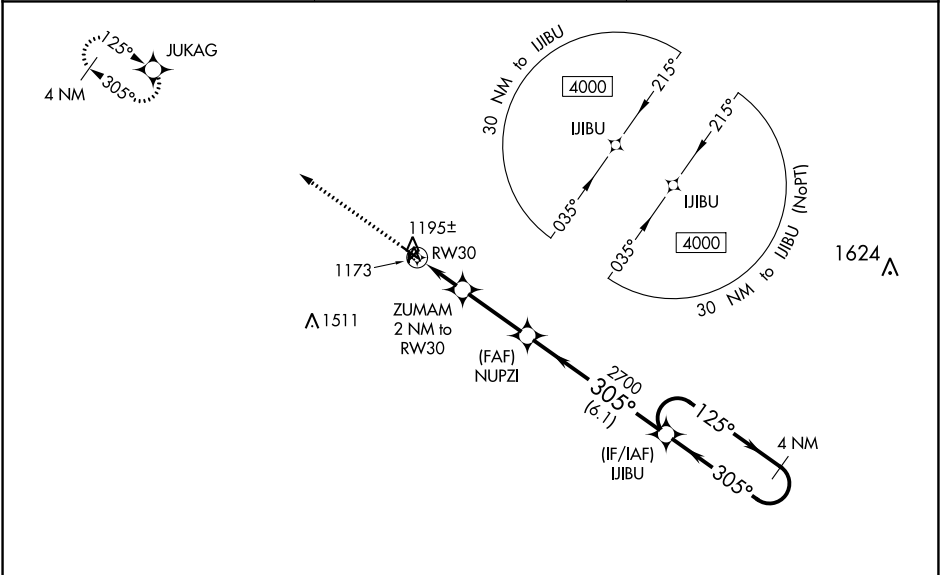 JUKAG
125°
305°
4 NM
30 NM to IJIBU
4000
215°
IJIBU
035°
215°
IJIBU
035°
4000
30 NM to IJIBU (NoPT)
1624
1195±
RW30
1173
1511
ZUMAM
2 NM to
RW30
(FAF)
NUPZI
2700
305°
(6.1)
(IF/IAF)
IJIBU
125°
4 NM
305°